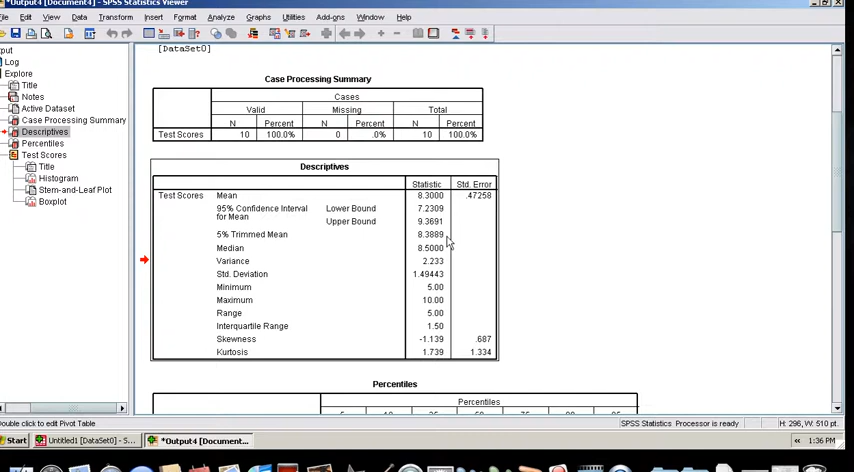 *Output4 [Document4] - SPSS Statistics Viewer
File Edit View Data Transform Insert Format Analyze Graphs Utilities Add-ons Window Help
[DataSet0]
put
Log
Explore
Title
Notes
Active Dataset
Case Processing Summary
Descriptives
Percentiles
Test Scores
Title
Histogram
Stem-and-Leaf Plot
Boxplot
Case Processing Summary
Cases
Valid Missing Total
N Percent N Percent N Percent
Test Scores 10 100.0% 0 .0% 10 100.0%
Descriptives
Statistic Std. Error
Test Scores Mean 8.3000 .47258
95% Confidence Interval for Mean Lower Bound 7.2309
Upper Bound 9.3691
5% Trimmed Mean 8.3889
Median 8.5000
Variance 2.233
Std. Deviation 1.49443
Minimum 5.00
Maximum 10.00
Range 5.00
Interquartile Range 1.50
Skewness -1.139 .687
Kurtosis 1.739 1.334
Percentiles
Percentiles
ouble click to edit Pivot Table
SPSS Statistics Processor is ready
H: 296, W: 510 pt.
Start
Untitled1 [DataSet0] - S...
*Output4 [Document...
« 1:36 PM